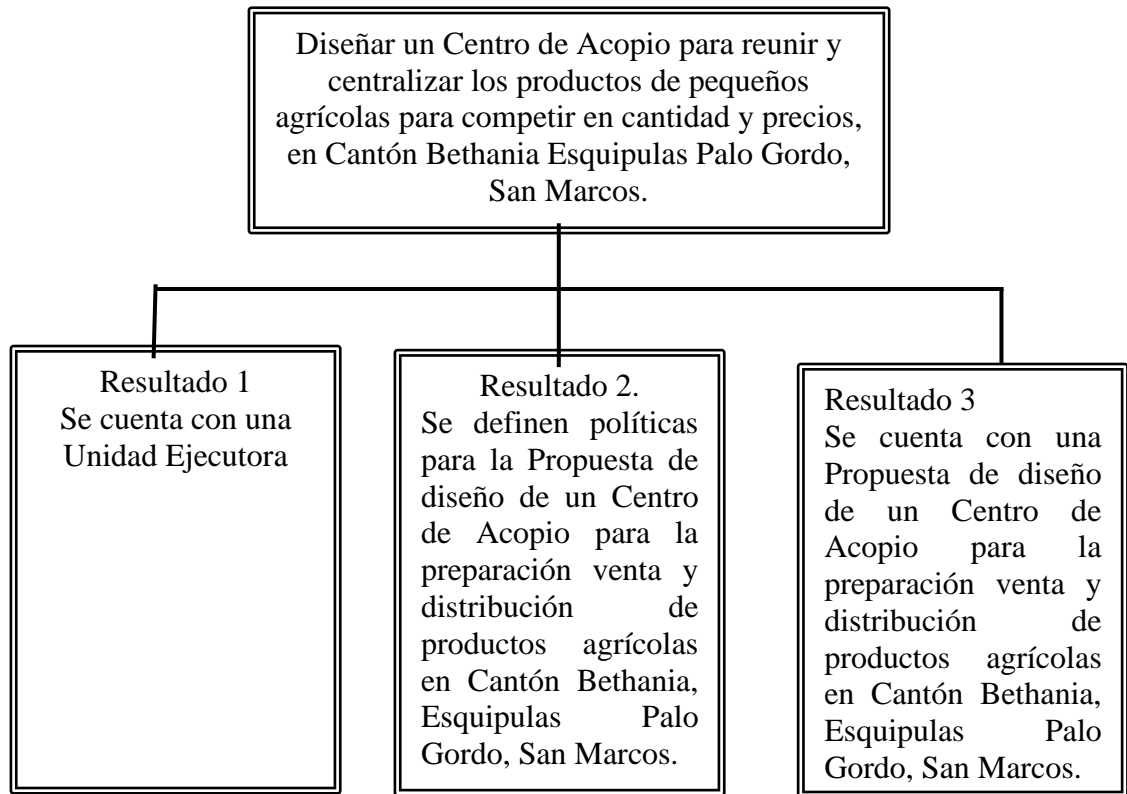 Diseñar un Centro de Acopio para reunir y
centralizar los productos de pequeños
agrícolas para competir en cantidad y precios,
en Cantón Bethania Esquipulas Palo Gordo,
San Marcos.
Resultado 1
Se cuenta con una
Unidad Ejecutora
Resultado 2.
Se definen políticas
para la Propuesta de
diseño de un Centro
de Acopio para la
preparación venta y
distribución de
productos agrícolas
en Cantón Bethania,
Esquipulas Palo
Gordo, San Marcos.
Resultado 3
Se cuenta con una
Propuesta de diseño
de un Centro de
Acopio para la
preparación venta y
distribución de
productos agrícolas
en Cantón Bethania,
Esquipulas Palo
Gordo, San Marcos.